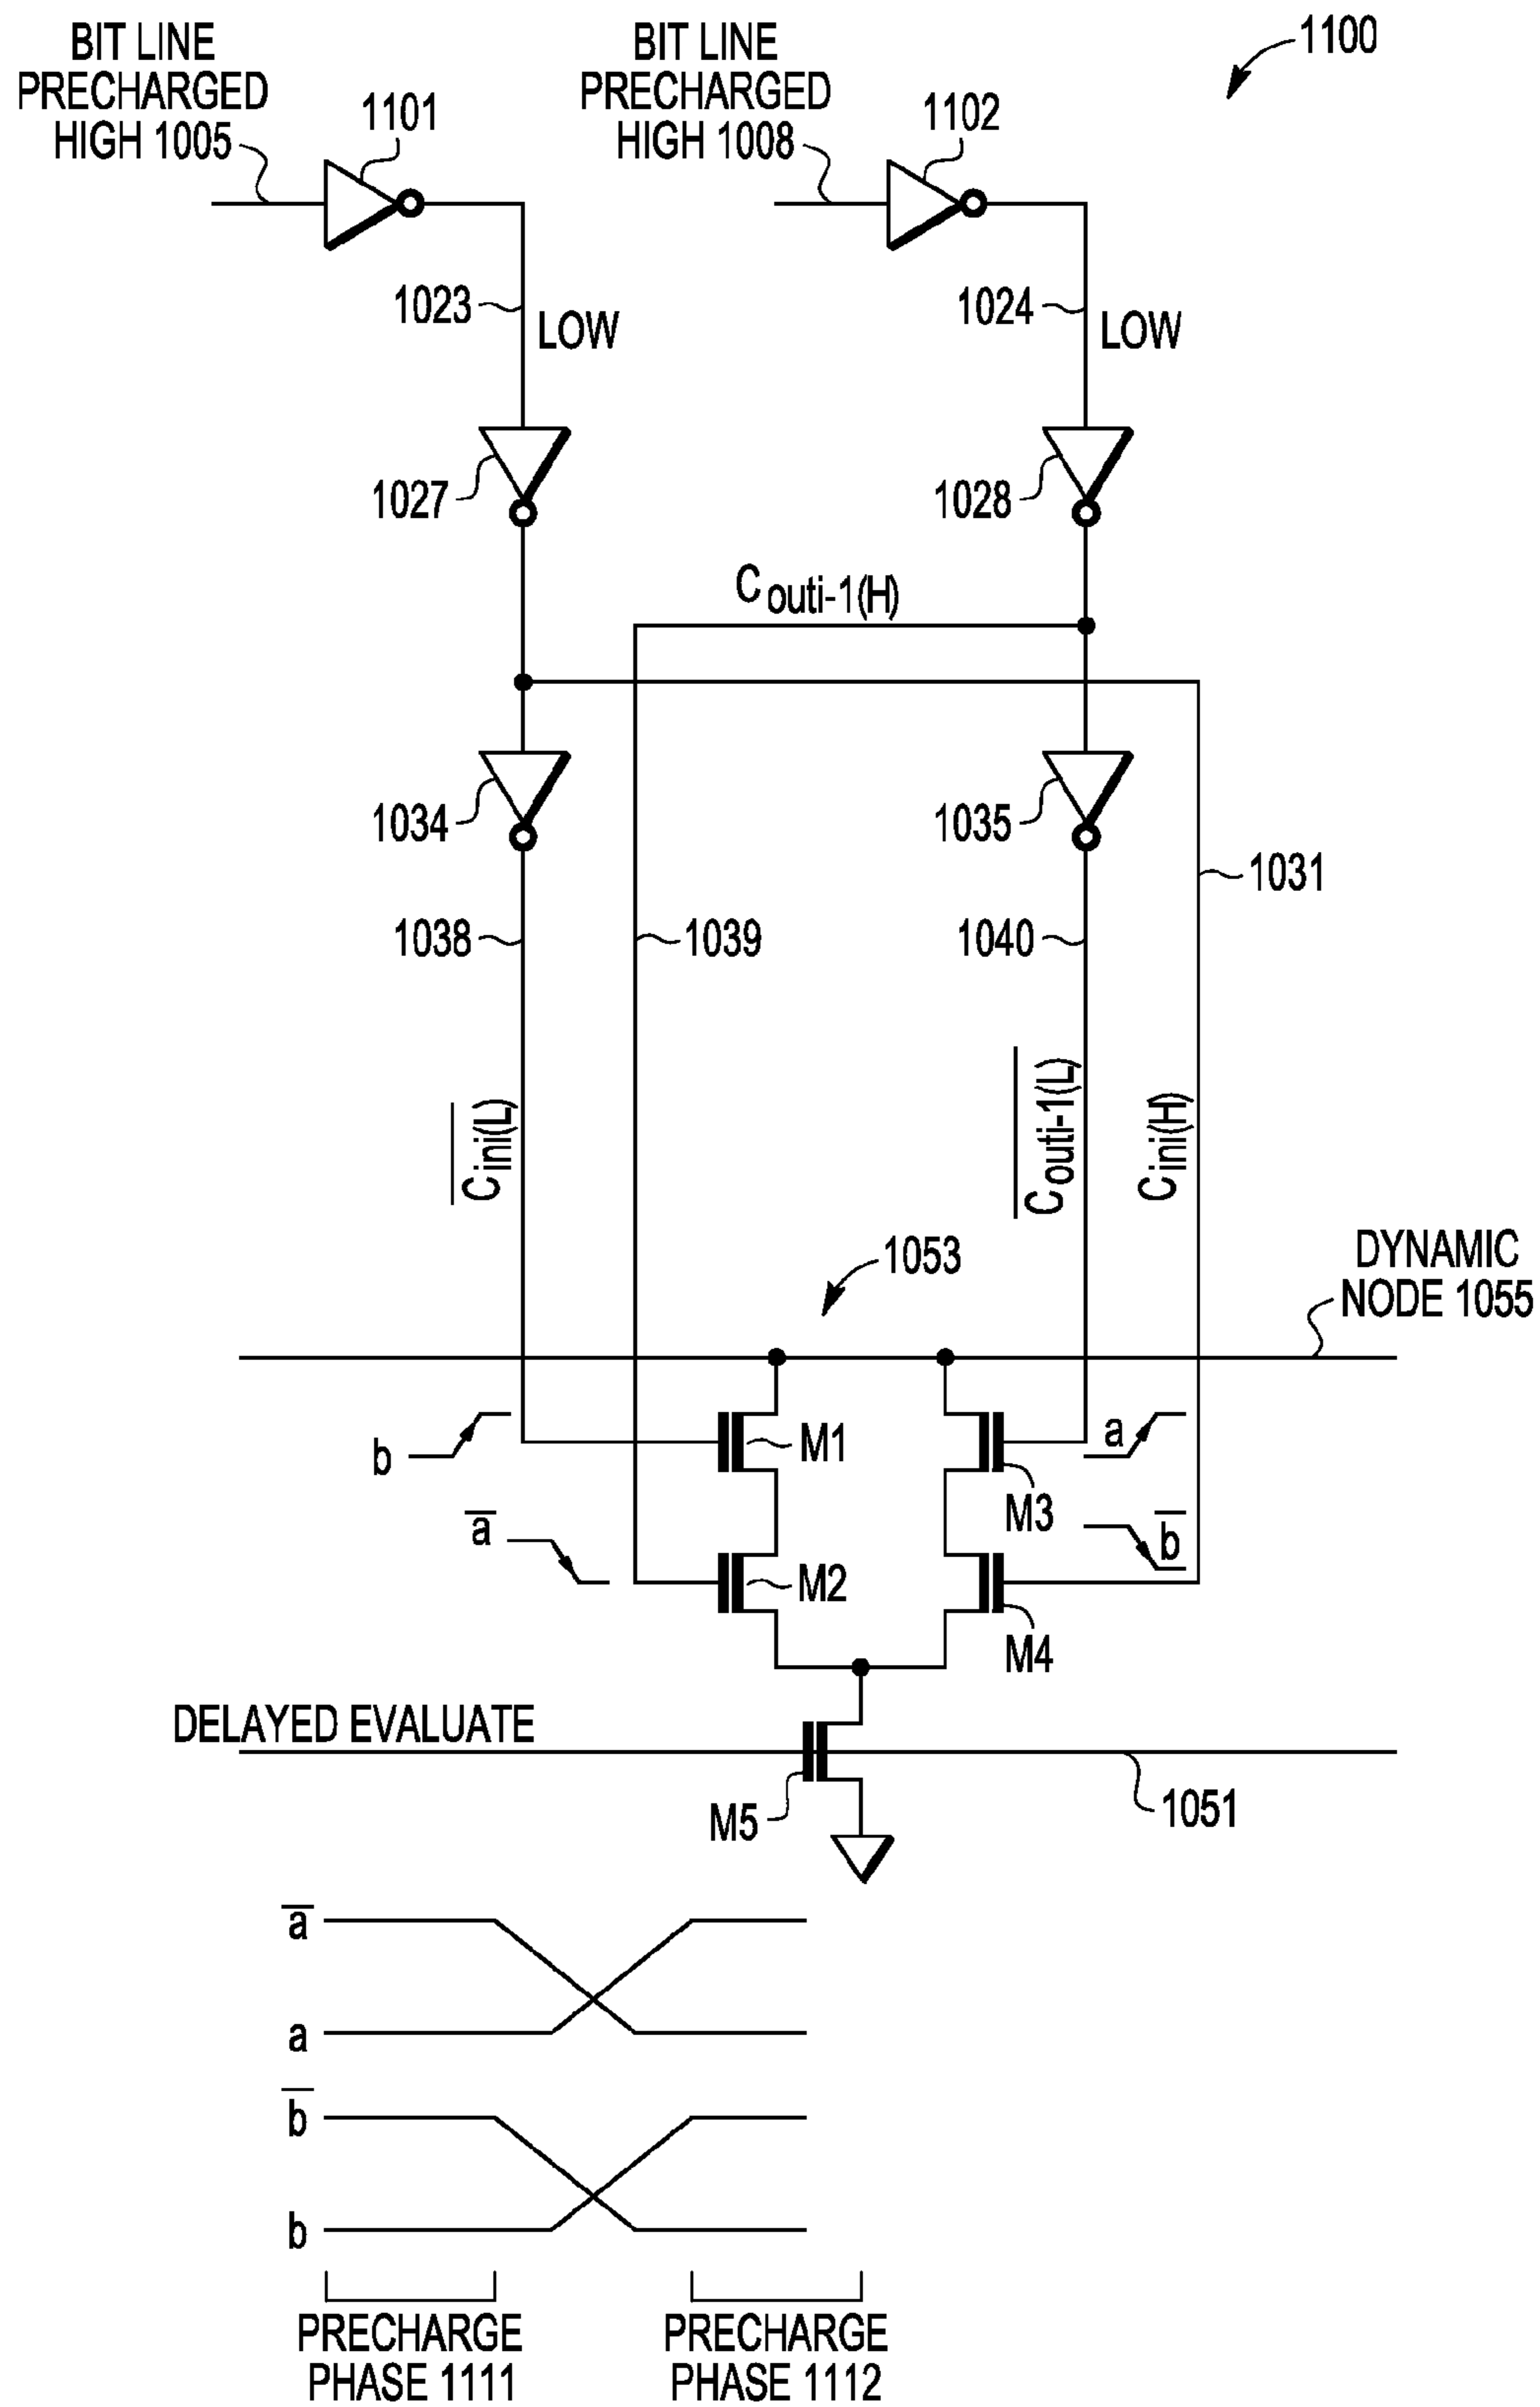 1100
BIT LINE
PRECHARGED
HIGH 1005
1101
BIT LINE
PRECHARGED
HIGH 1008
1102
1023
LOW
1024
LOW
1027
1028
Couti-1(H)
1034
1035
1031
1038
1039
1040
C̅ini(L)
C̅outi-1(L)
Cini(H)
1053
DYNAMIC
NODE 1055
b
M1
a
M3
a̅
M2
b̅
M4
DELAYED EVALUATE
M5
1051
a̅
a
b̅
b
PRECHARGE
PHASE 1111
PRECHARGE
PHASE 1112